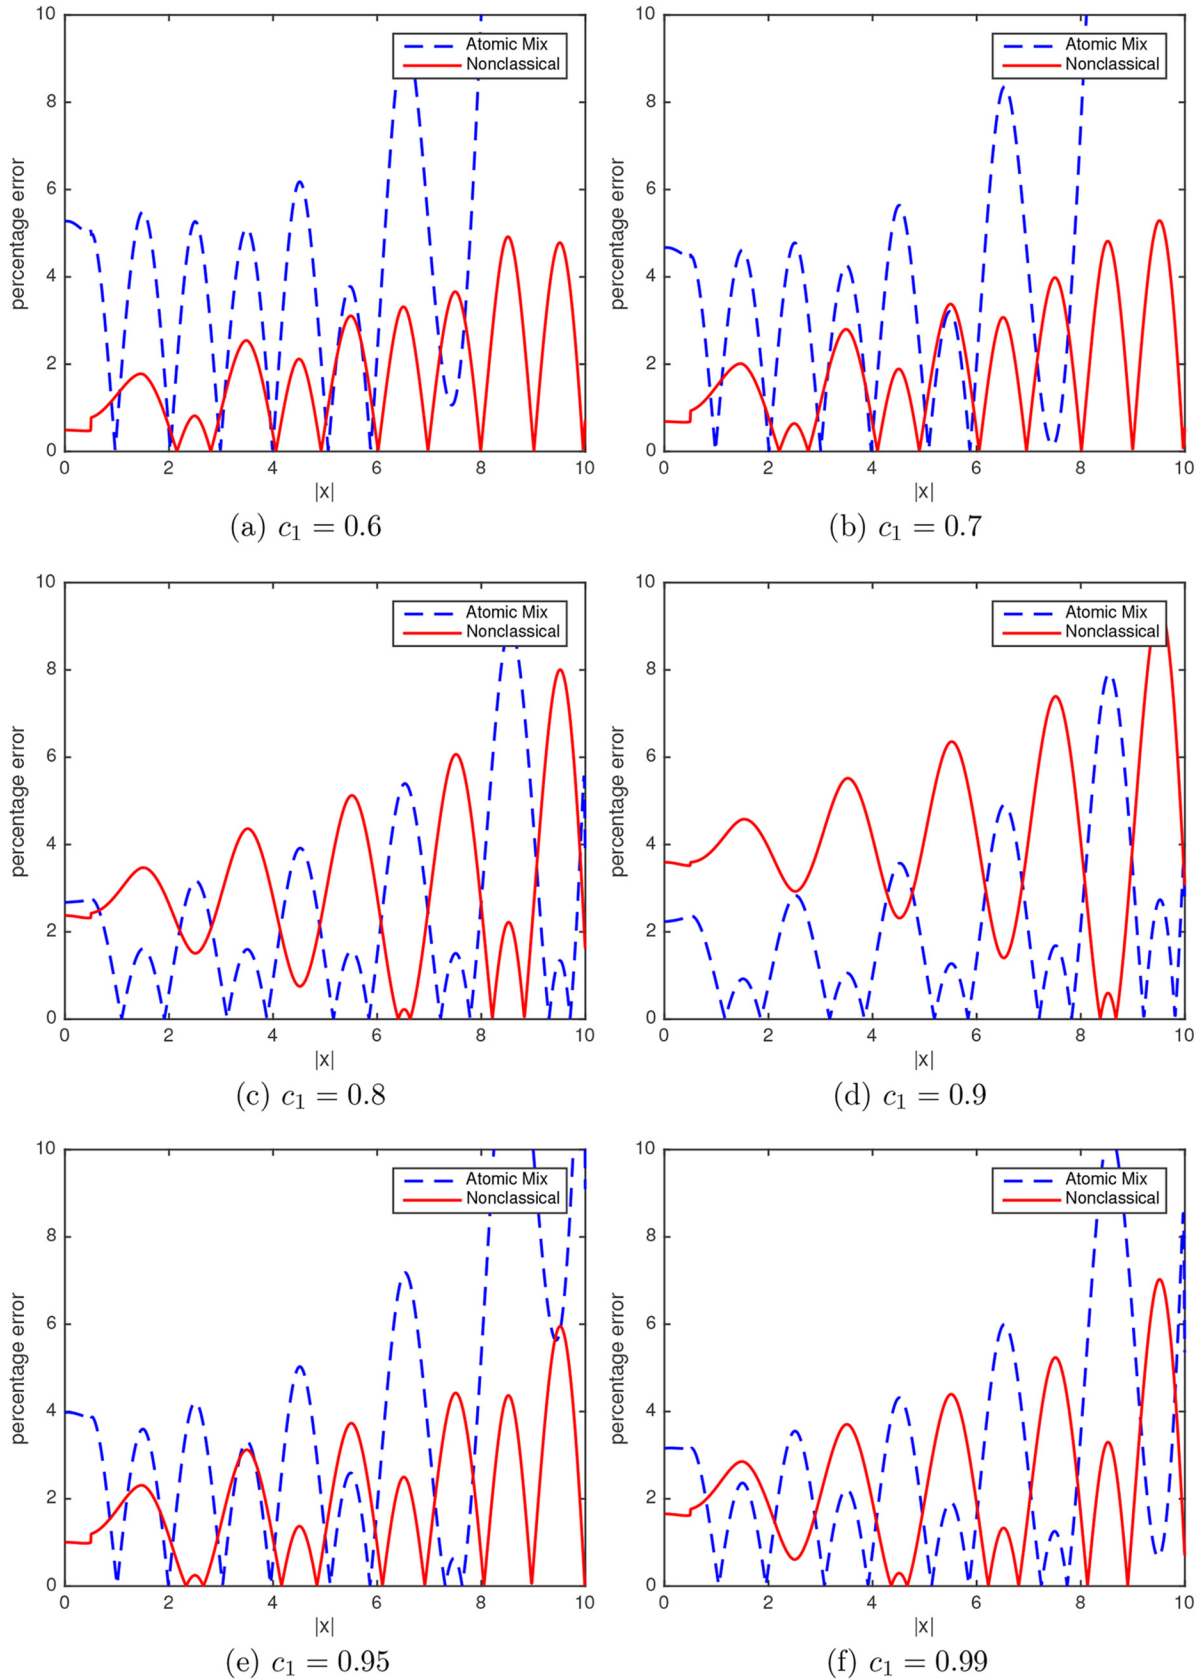 10
8
6
4
2
0
percentage error
Atomic Mix
Nonclassical
0 2 4 6 8 10
|x|
(a) c₁ = 0.6
10
8
6
4
2
0
percentage error
Atomic Mix
Nonclassical
0 2 4 6 8 10
|x|
(b) c₁ = 0.7
10
8
6
4
2
0
percentage error
Atomic Mix
Nonclassical
0 2 4 6 8 10
|x|
(c) c₁ = 0.8
10
8
6
4
2
0
percentage error
Atomic Mix
Nonclassical
0 2 4 6 8 10
|x|
(d) c₁ = 0.9
10
8
6
4
2
0
percentage error
Atomic Mix
Nonclassical
0 2 4 6 8 10
|x|
(e) c₁ = 0.95
10
8
6
4
2
0
percentage error
Atomic Mix
Nonclassical
0 2 4 6 8 10
|x|
(f) c₁ = 0.99